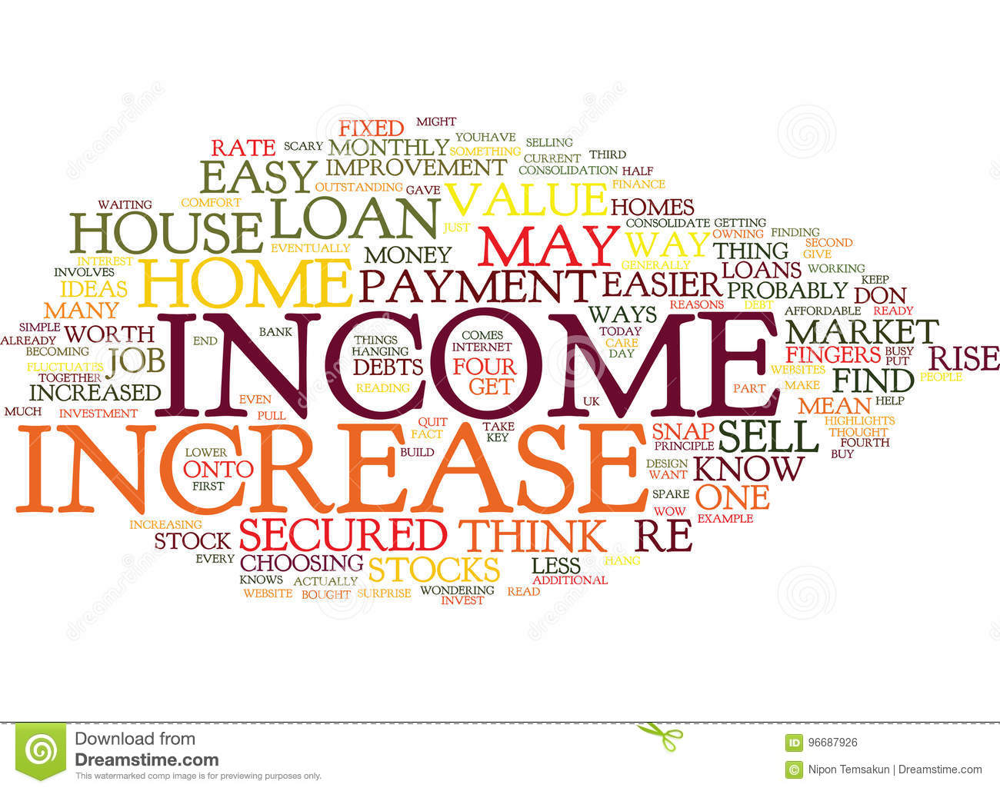 FIXED MIGHT
RATE SCARY MONTHLY YOUHAVE SOMETHING SELLING
EASY IMPROVEMENT CURRENT THIRD
CONSOLIDATION HALF
OUTSTANDING GAVE VALUE FINANCE
WAITING COMFORT LOAN HOMES
HOUSE JUST CONSOLIDATE GETTING
MAY WAY OWNING FINDING
EVENTUALLY MONEY THING SECOND
INTEREST HOME GENERALLY GIVE
INVOLVES PAYMENT EASIER LOANS WORKING
IDEAS PROBABLY KEEP
DON
MANY REASONS DEBT AFFORDABLE READY
SIMPLE INCOME WAYS MARKET
ALREADY WORTH END BANK THINGS COMES TODAY
BECOMING JOB HANGING INTERNET CARE FINGERS BUSY RISE
DAY PUT
FLUCTUATES DEBTS FOUR WEBSITES FIND PEOPLE
TOGETHER READING GET PART MAKE
INCREASED EVEN UK MEAN HELP
MUCH INVESTMENT PULL
INCREASE QUIT TAKE SNAP SELL HIGHLIGHTS
FACT KEY THOUGHT
LOWER BUILD PRINCIPLE FOURTH
ONTO DESIGN KNOW BUY
FIRST WANT
SPARE ONE
WOW EXAMPLE
INCREASING SECURED THINK RE
STOCK
EVERY CHOOSING STOCKS LESS HANG
KNOWS ACTUALLY ADDITIONAL
WEBSITE BOUGHT SURPRISE WONDERING READ
INVEST
dreamstime
Download from
Dreamstime.com
This watermarked comp image is for previewing purposes only.
ID 96687926
© Nipon Temsakun | Dreamstime.com